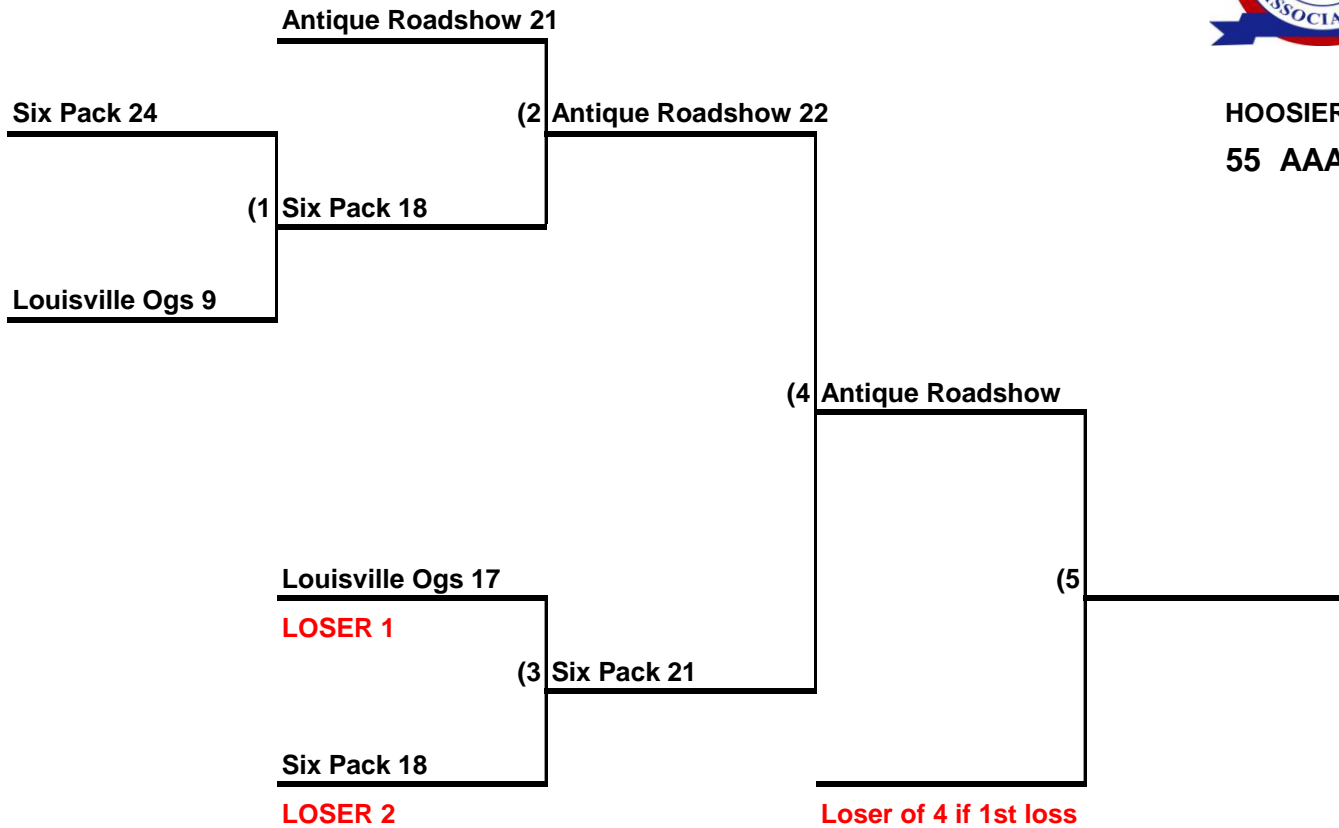 Antique Roadshow 21
Six Pack 24
(2 Antique Roadshow 22
HOOSIER
55 AAA
(1 Six Pack 18
Louisville Ogs 9
(4 Antique Roadshow
Louisville Ogs 17
(5
LOSER 1
(3 Six Pack 21
Six Pack 18
LOSER 2
Loser of 4 if 1st loss